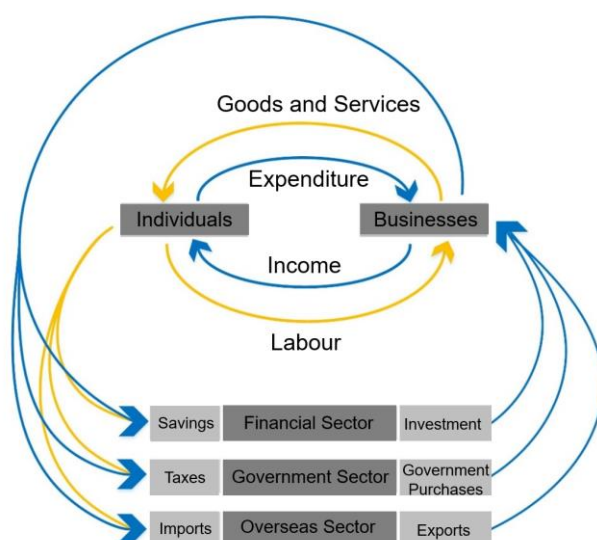 Goods and Services
Expenditure
Individuals
Businesses
Income
Labour
Savings
Financial Sector
Investment
Taxes
Government Sector
Government
Purchases
Imports
Overseas Sector
Exports